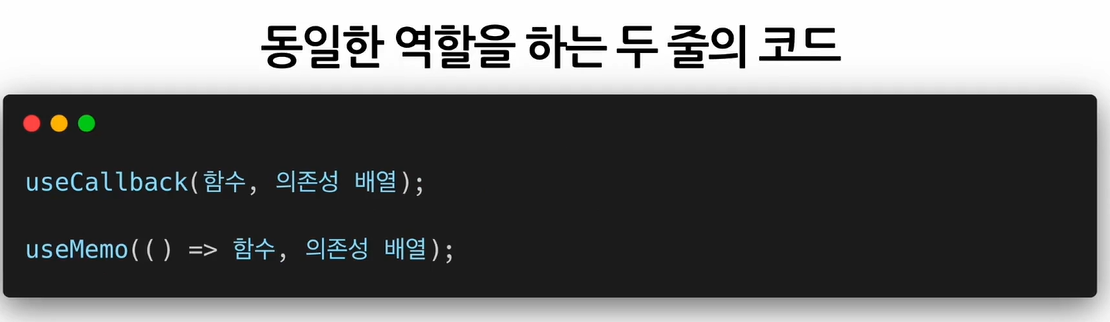 동일한 역할을 하는 두 줄의 코드
useCallback(함수, 의존성 배열);
useMemo(() => 함수, 의존성 배열);